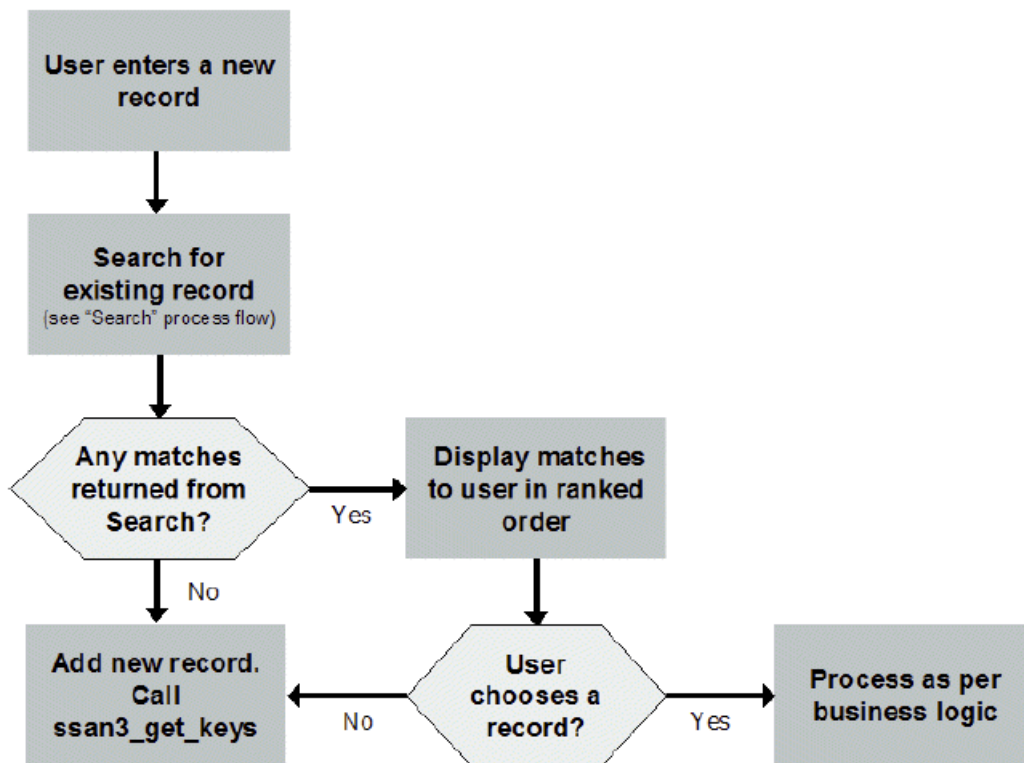 User enters a new
record
Search for
existing record
(see “Search” process flow)
Any matches
returned from
Search?
Yes
Display matches
to user in ranked
order
No
Add new record.
Call
ssan3_get_keys
No
User
chooses a
record?
Yes
Process as per
business logic